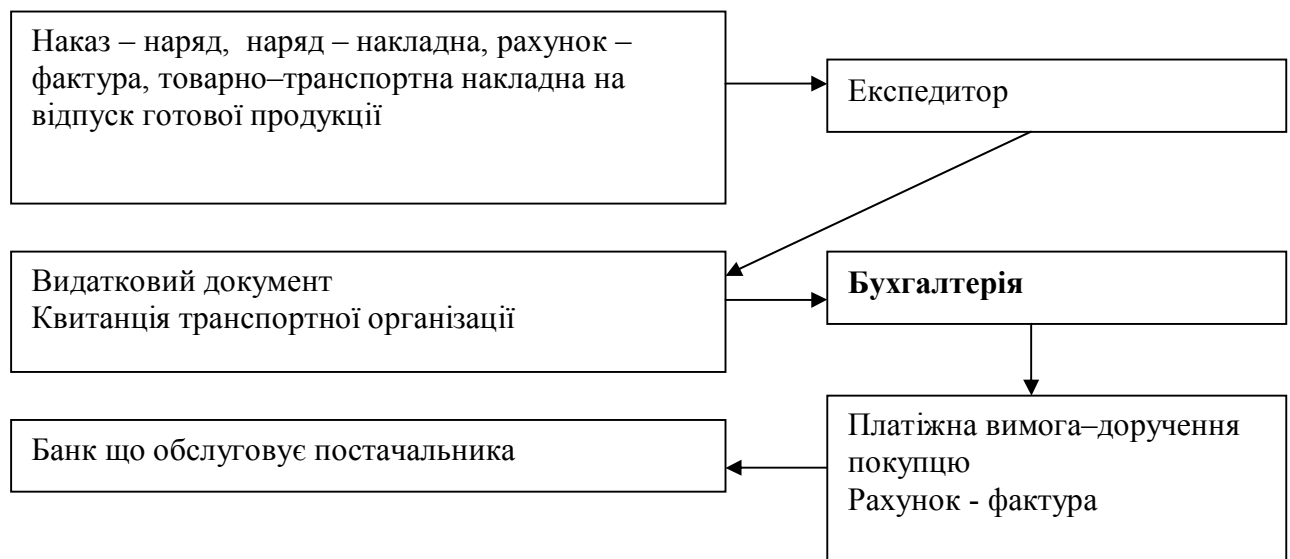 Наказ – наряд,  наряд – накладна, рахунок –
фактура, товарно–транспортна накладна на
відпуск готової продукції
Експедитор
Видатковий документ
Квитанція транспортної організації
Бухгалтерія
Платіжна вимога–доручення
покупцю
Рахунок - фактура
Банк що обслуговує постачальника